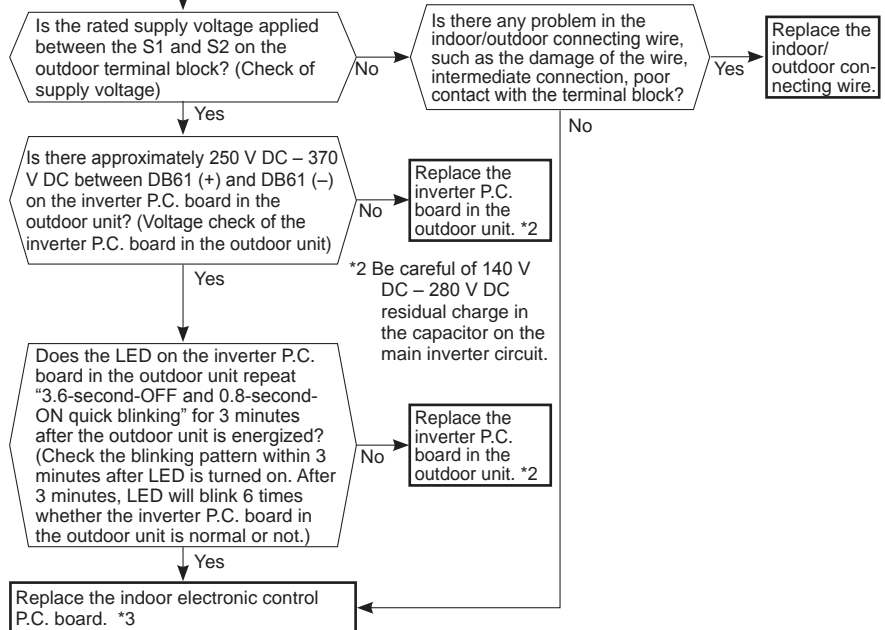 Is the rated supply voltage applied
between the S1 and S2 on the
outdoor terminal block? (Check of
supply voltage)
No
Is there any problem in the
indoor/outdoor connecting wire,
such as the damage of the wire,
intermediate connection, poor
contact with the terminal block?
Yes
Replace the
indoor/
outdoor con-
necting wire.
Yes
No
Is there approximately 250 V DC – 370
V DC between DB61 (+) and DB61 (–)
on the inverter P.C. board in the
outdoor unit? (Voltage check of the
inverter P.C. board in the outdoor unit)
No
Replace the
inverter P.C.
board in the
outdoor unit. *2
*2 Be careful of 140 V
DC – 280 V DC
residual charge in
the capacitor on the
main inverter circuit.
Yes
Does the LED on the inverter P.C.
board in the outdoor unit repeat
“3.6-second-OFF and 0.8-second-
ON quick blinking” for 3 minutes
after the outdoor unit is energized?
(Check the blinking pattern within 3
minutes after LED is turned on. After
3 minutes, LED will blink 6 times
whether the inverter P.C. board in
the outdoor unit is normal or not.)
No
Replace the
inverter P.C.
board in the
outdoor unit. *2
Yes
Replace the indoor electronic control
P.C. board. *3